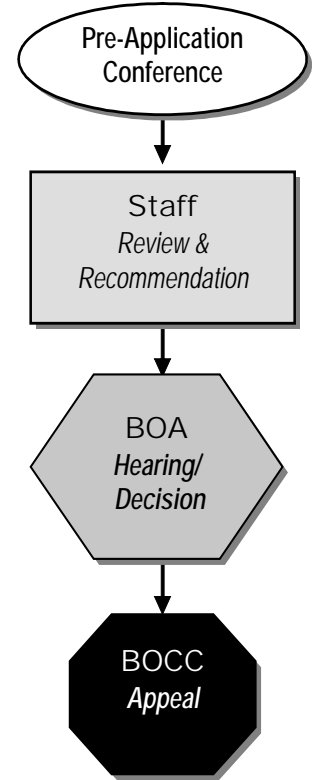 Pre-Application
Conference
Staff
Review &
Recommendation
BOA
Hearing/
Decision
BOCC
Appeal